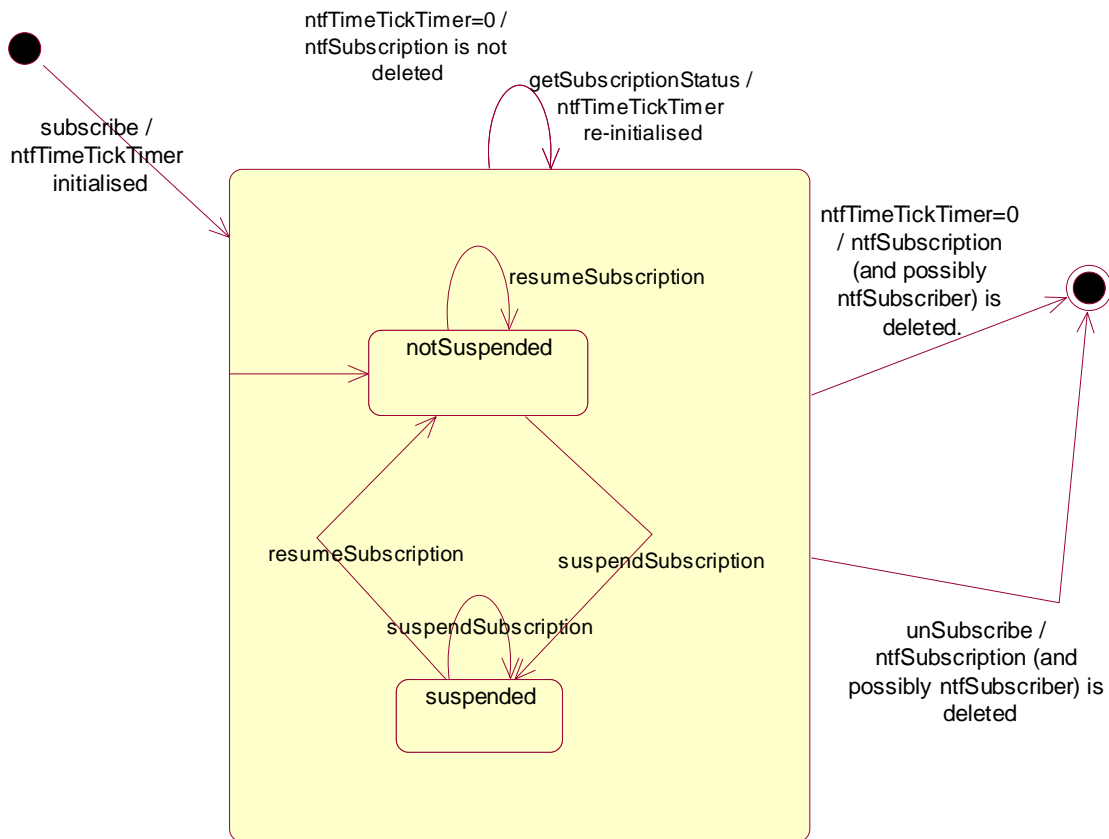 ntfTimeTickTimer=0 /
ntfSubscription is not
deleted
getSubscriptionStatus /
ntfTimeTickTimer
re-initialised
subscribe /
ntfTimeTickTimer
initialised
ntfTimeTickTimer=0
/ ntfSubscription
(and possibly
ntfSubscriber) is
deleted.
resumeSubscription
notSuspended
resumeSubscription
suspendSubscription
suspendSubscription
suspended
unSubscribe /
ntfSubscription (and
possibly ntfSubscriber) is
deleted